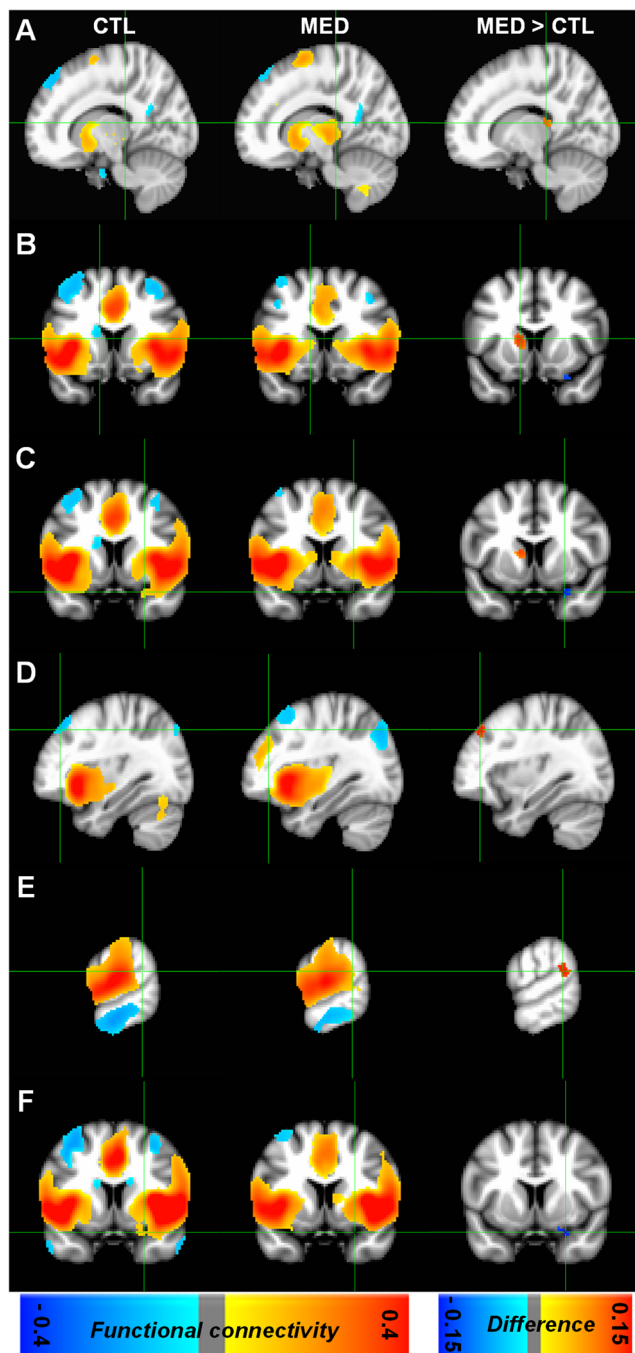 A CTL MED MED > CTL
B
C
D
E
F
-0.4 Functional connectivity 0.4 -0.15 Difference 0.15